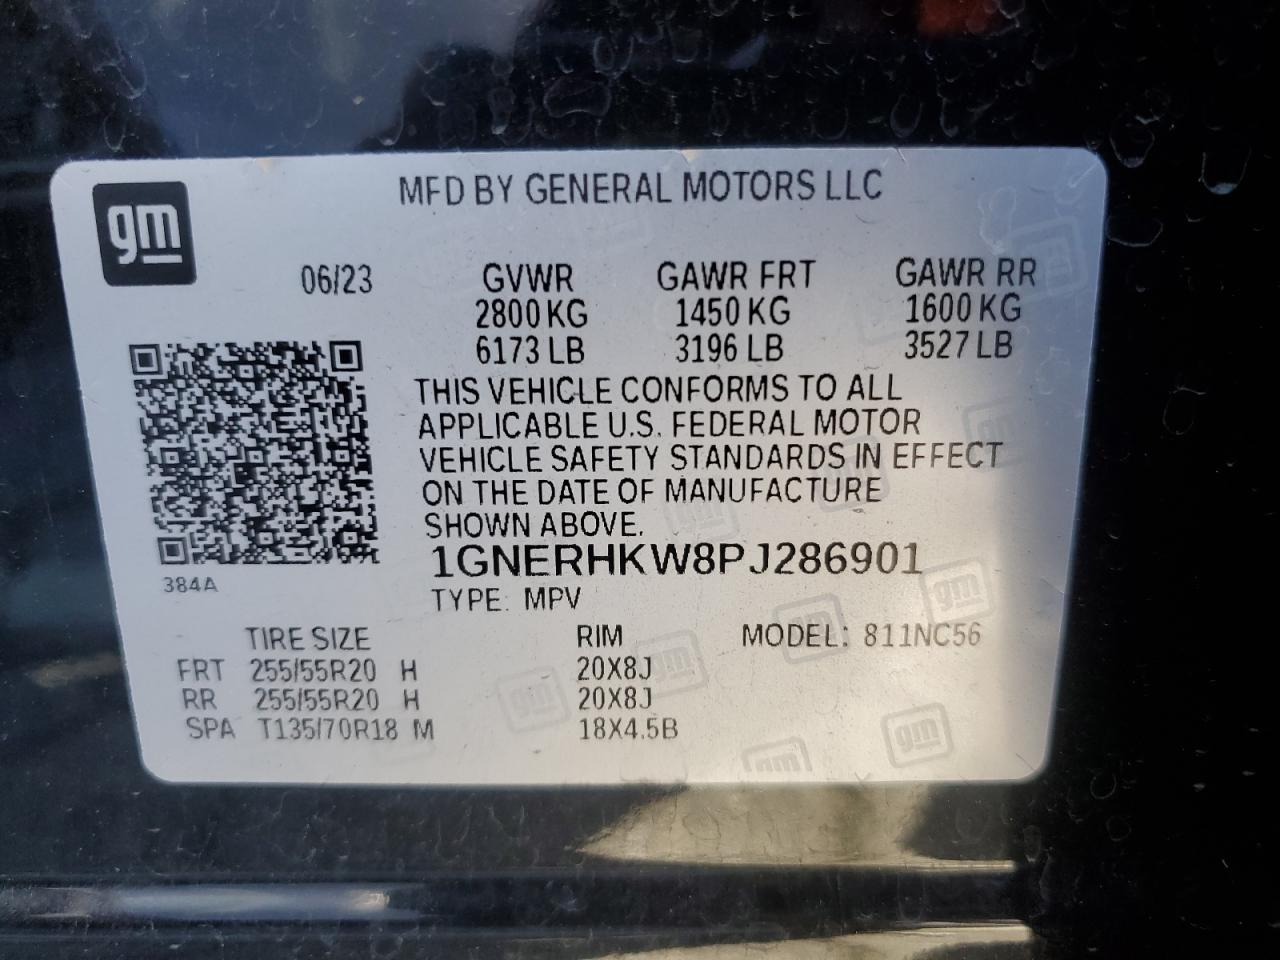 gm
MFD BY GENERAL MOTORS LLC
06/23 GVWR GAWR FRT GAWR RR
2800 KG 1450 KG 1600 KG
6173 LB 3196 LB 3527 LB
THIS VEHICLE CONFORMS TO ALL
APPLICABLE U.S. FEDERAL MOTOR
VEHICLE SAFETY STANDARDS IN EFFECT
ON THE DATE OF MANUFACTURE
SHOWN ABOVE.
1GNERHKW8PJ286901
384A
TYPE: MPV
TIRE SIZE RIM MODEL: 811NC56
FRT 255/55R20 H 20X8J
RR 255/55R20 H 20X8J
SPA T135/70R18 M 18X4.5B